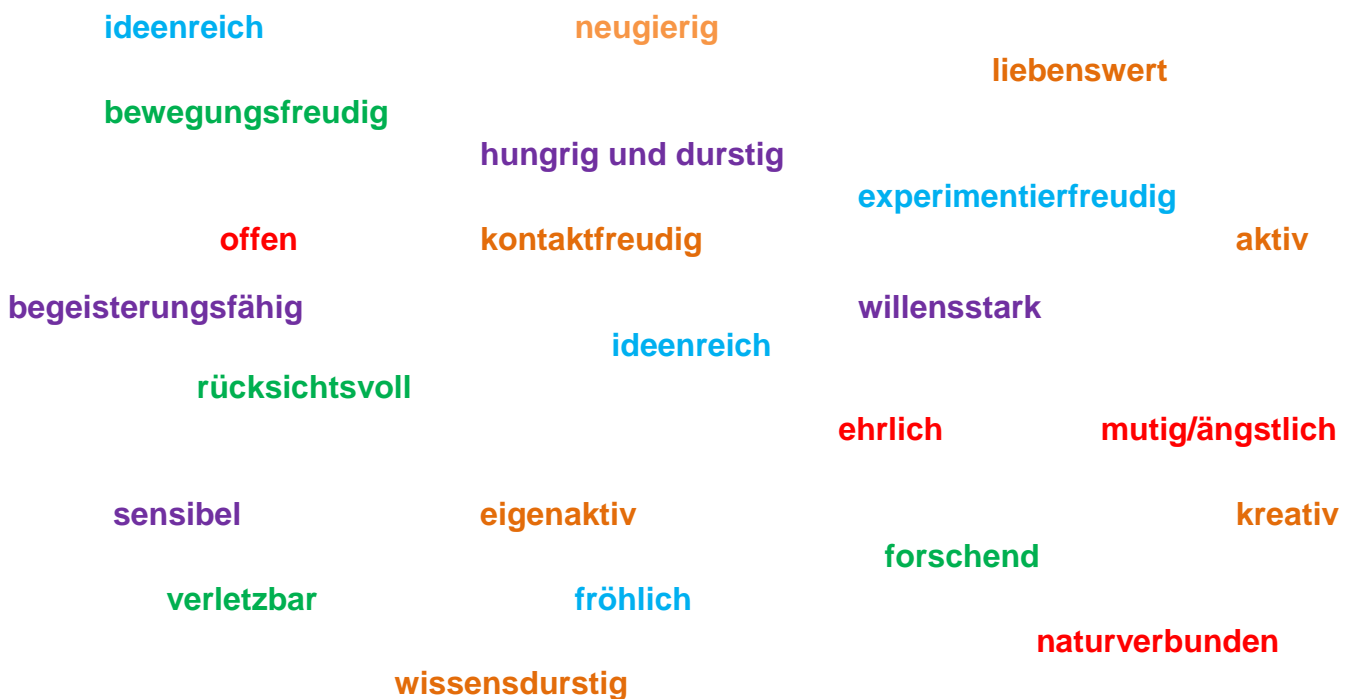 ideenreich neugierig
liebenswert
bewegungsfreudig
hungrig und durstig
experimentierfreudig
offen kontaktfreudig aktiv
begeisterungsfähig willensstark
ideenreich
rücksichtsvoll
ehrlich mutig/ängstlich
sensibel eigenaktiv kreativ
forschend
verletzbar fröhlich
naturverbunden
wissensdurstig